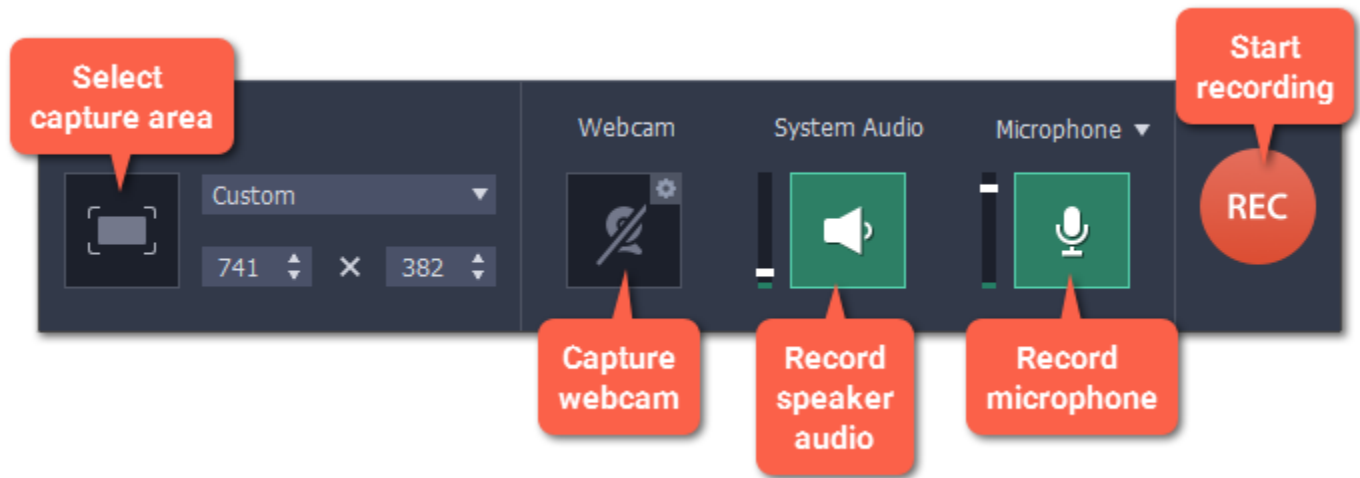 Select
capture area
Start
recording
Webcam
System Audio
Microphone
Custom
741 × 382
REC
Capture
webcam
Record
speaker
audio
Record
microphone